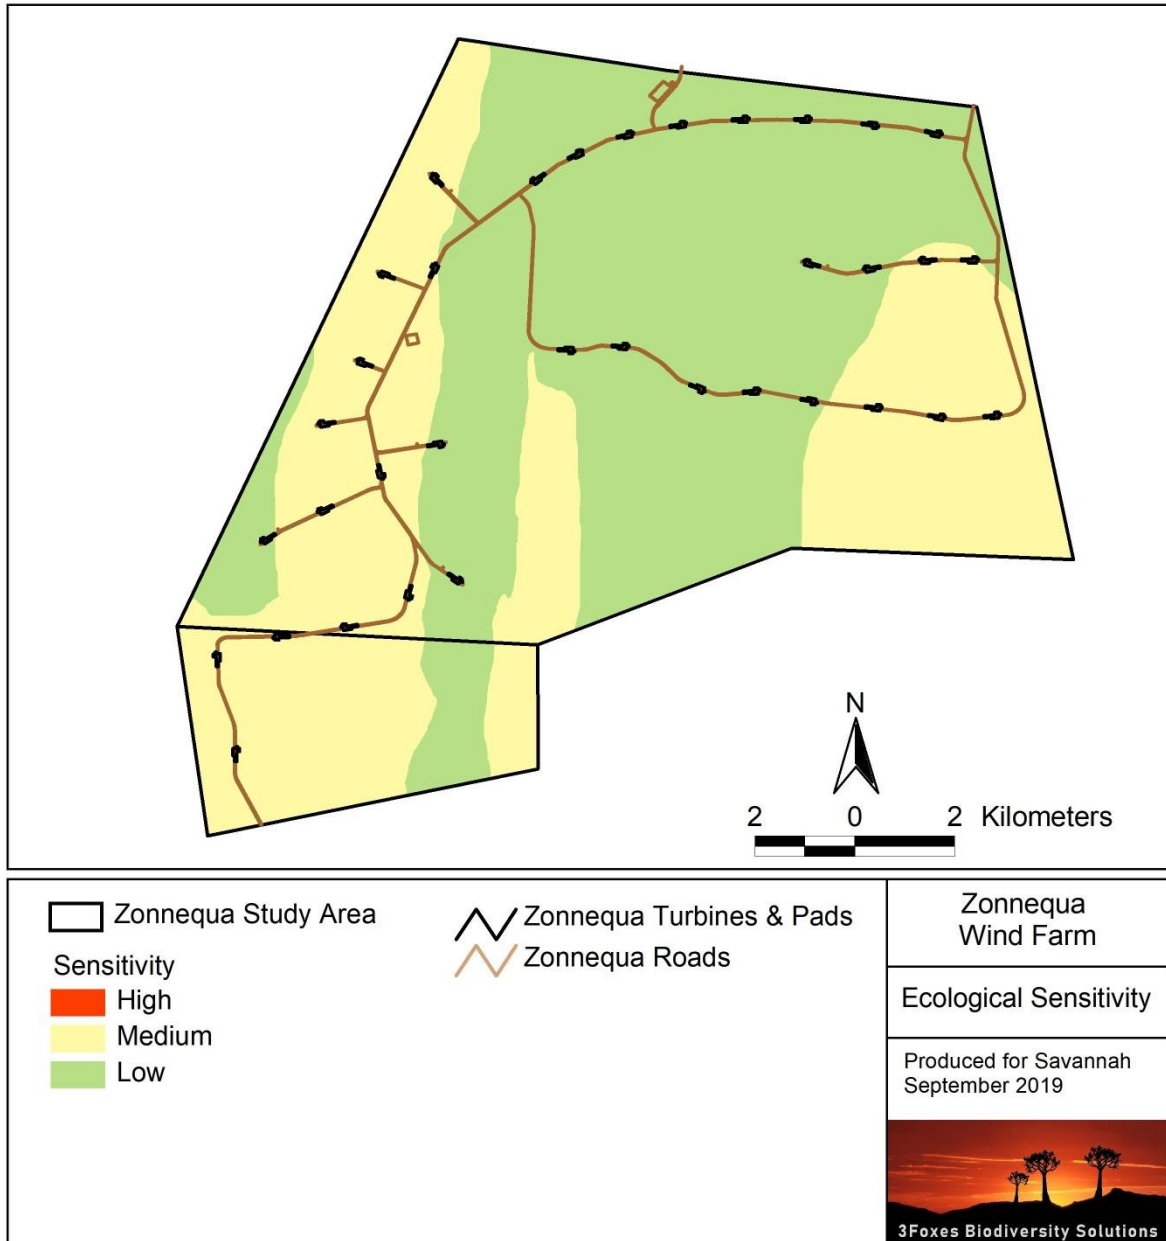 N
2 0 2 Kilometers
Zonnequa Study Area
Sensitivity
High
Medium
Low
Zonnequa Turbines & Pads
Zonnequa Roads
Zonnequa
Wind Farm
Ecological Sensitivity
Produced for Savannah
September 2019
3Foxes Biodiversity Solutions